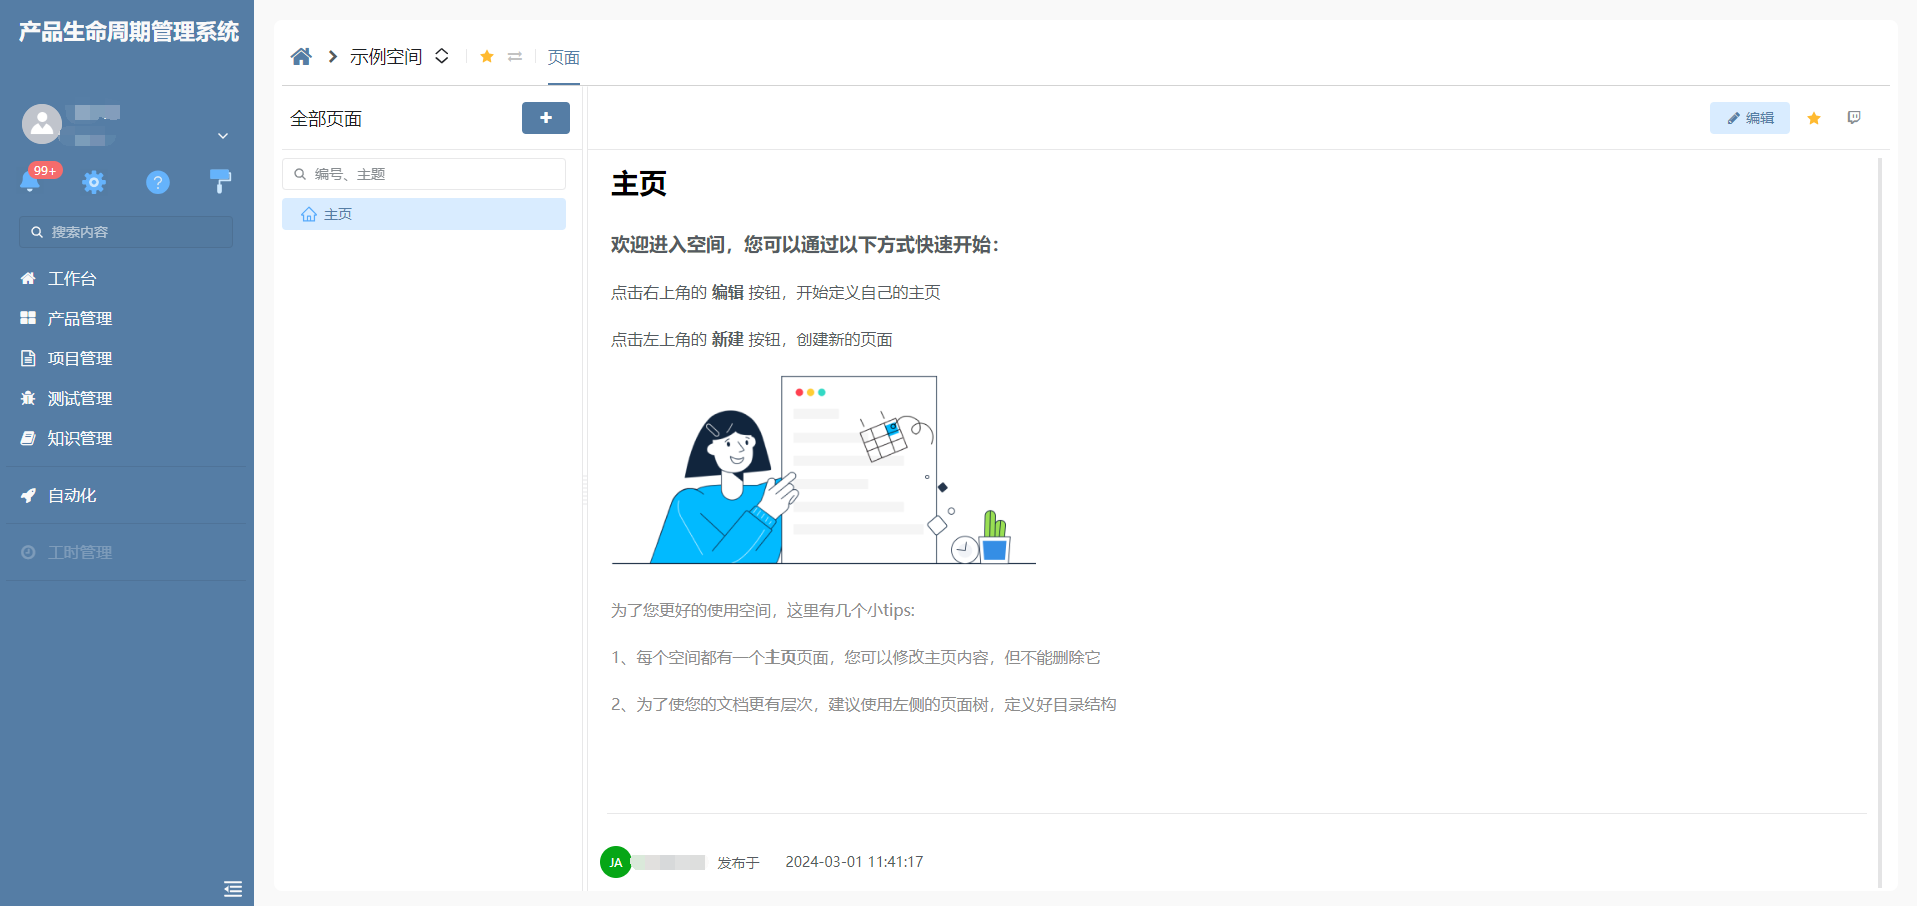 产品生命周期管理系统
99+
?
搜索内容
工作台
产品管理
项目管理
测试管理
知识管理
自动化
工时管理
示例空间
页面
全部页面
+
编号、主题
主页
编辑
主页
欢迎进入空间，您可以通过以下方式快速开始：
点击右上角的 编辑 按钮，开始定义自己的主页
点击左上角的 新建 按钮，创建新的页面
为了您更好的使用空间，这里有几个小tips:
1、每个空间都有一个主页页面，您可以修改主页内容，但不能删除它
2、为了使您的文档更有层次，建议使用左侧的页面树，定义好目录结构
JA 发布于 2024-03-01 11:41:17